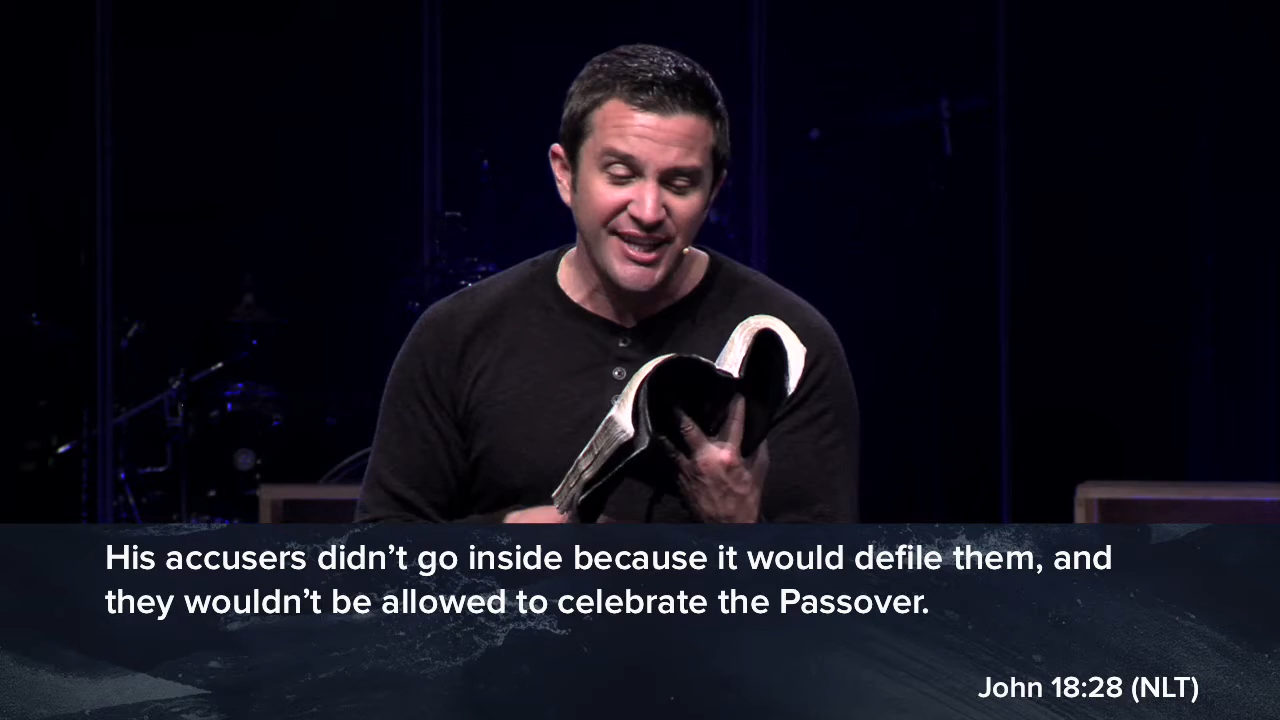 His accusers didn’t go inside because it would defile them, and
they wouldn’t be allowed to celebrate the Passover.
John 18:28 (NLT)